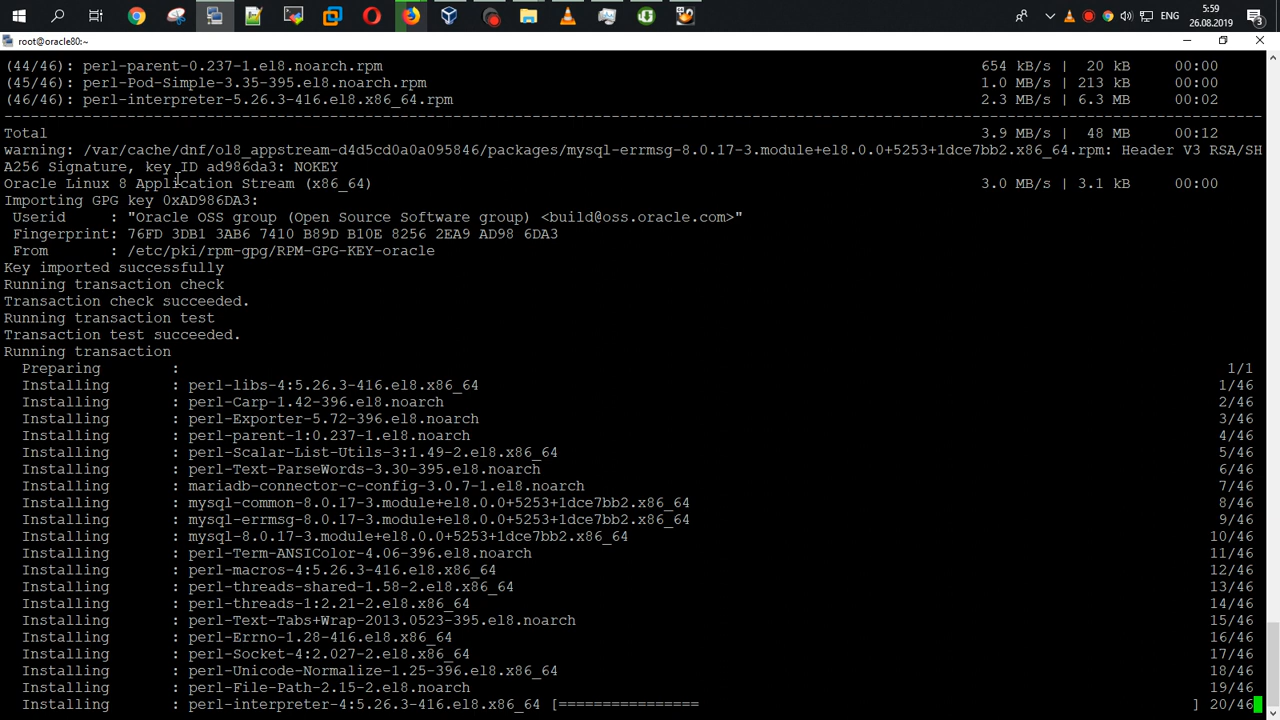 5:59
ENG
26.08.2019
3
root@oracle80:~
(44/46): perl-parent-0.237-1.el8.noarch.rpm 654 kB/s | 20 kB 00:00
(45/46): perl-Pod-Simple-3.35-395.el8.noarch.rpm 1.0 MB/s | 213 kB 00:00
(46/46): perl-interpreter-5.26.3-416.el8.x86_64.rpm 2.3 MB/s | 6.3 MB 00:02
--------------------------------------------------------------------------------
Total 3.9 MB/s | 48 MB 00:12
warning: /var/cache/dnf/ol8_appstream-d4d5cd0a0a095846/packages/mysql-errmsg-8.0.17-3.module+el8.0.0+5253+1dce7bb2.x86_64.rpm: Header V3 RSA/SH
A256 Signature, key ID ad986da3: NOKEY
Oracle Linux 8 Application Stream (x86_64) 3.0 MB/s | 3.1 kB 00:00
Importing GPG key 0xAD986DA3:
Userid : "Oracle OSS group (Open Source Software group) <build@oss.oracle.com>"
Fingerprint: 76FD 3DB1 3AB6 7410 B89D B10E 8256 2EA9 AD98 6DA3
From : /etc/pki/rpm-gpg/RPM-GPG-KEY-oracle
Key imported successfully
Running transaction check
Transaction check succeeded.
Running transaction test
Transaction test succeeded.
Running transaction
Preparing : 1/1
Installing : perl-libs-4:5.26.3-416.el8.x86_64 1/46
Installing : perl-Carp-1.42-396.el8.noarch 2/46
Installing : perl-Exporter-5.72-396.el8.noarch 3/46
Installing : perl-parent-1:0.237-1.el8.noarch 4/46
Installing : perl-Scalar-List-Utils-3:1.49-2.el8.x86_64 5/46
Installing : perl-Text-ParseWords-3.30-395.el8.noarch 6/46
Installing : mariadb-connector-c-config-3.0.7-1.el8.noarch 7/46
Installing : mysql-common-8.0.17-3.module+el8.0.0+5253+1dce7bb2.x86_64 8/46
Installing : mysql-errmsg-8.0.17-3.module+el8.0.0+5253+1dce7bb2.x86_64 9/46
Installing : mysql-8.0.17-3.module+el8.0.0+5253+1dce7bb2.x86_64 10/46
Installing : perl-Term-ANSIColor-4.06-396.el8.noarch 11/46
Installing : perl-macros-4:5.26.3-416.el8.x86_64 12/46
Installing : perl-threads-shared-1.58-2.el8.x86_64 13/46
Installing : perl-threads-1:2.21-2.el8.x86_64 14/46
Installing : perl-Text-Tabs+Wrap-2013.0523-395.el8.noarch 15/46
Installing : perl-Errno-1.28-416.el8.x86_64 16/46
Installing : perl-Socket-4:2.027-2.el8.x86_64 17/46
Installing : perl-Unicode-Normalize-1.25-396.el8.x86_64 18/46
Installing : perl-File-Path-2.15-2.el8.noarch 19/46
Installing : perl-interpreter-4:5.26.3-416.el8.x86_64 [================ ] 20/46